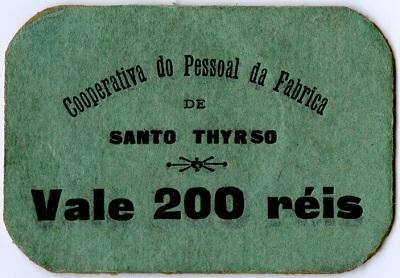 Cooperativa do Pessoal da Fabrica
DE
SANTO THYRSO
Vale 200 réis